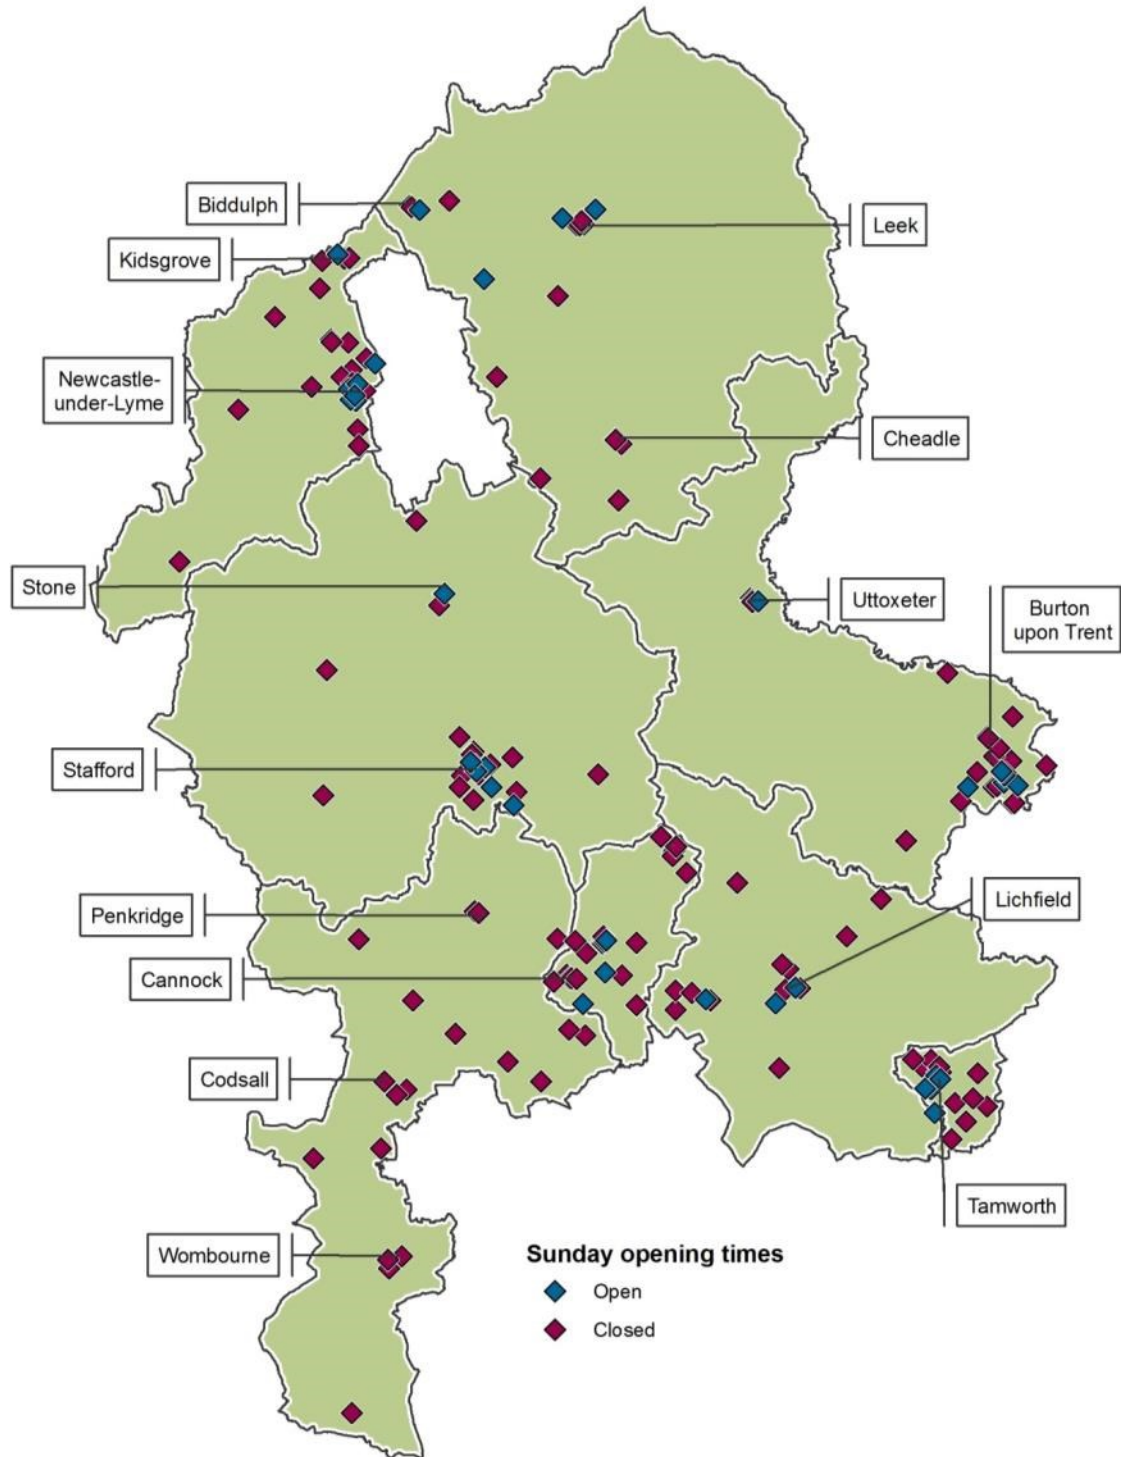 Biddulph
Leek
Kidsgrove
Newcastle-
under-Lyme
Cheadle
Stone
Uttoxeter
Burton
upon Trent
Stafford
Lichfield
Penkridge
Cannock
Codsall
Tamworth
Wombourne
Sunday opening times
Open
Closed